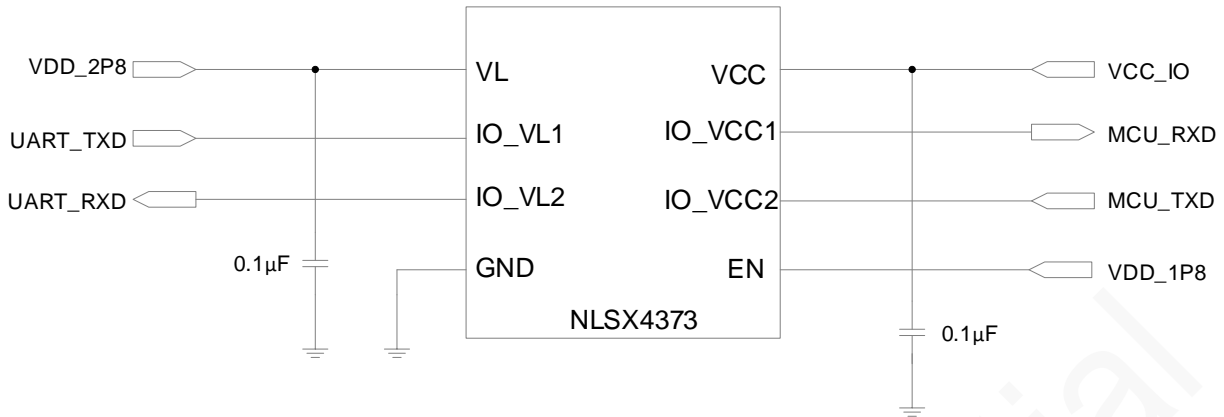 VDD_2P8
VL
VCC
VCC_IO
UART_TXD
IO_VL1
IO_VCC1
MCU_RXD
UART_RXD
IO_VL2
IO_VCC2
MCU_TXD
0.1µF
GND
EN
VDD_1P8
NLSX4373
0.1µF